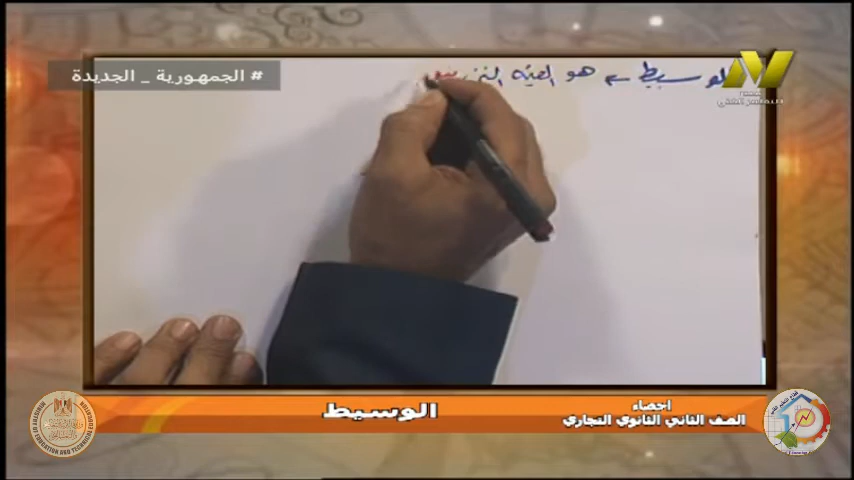 # الجمهورية _ الجديدة
الوسيط هو القيمة التي
احصاء
الصف الثاني الثانوي التجاري
الوسيط